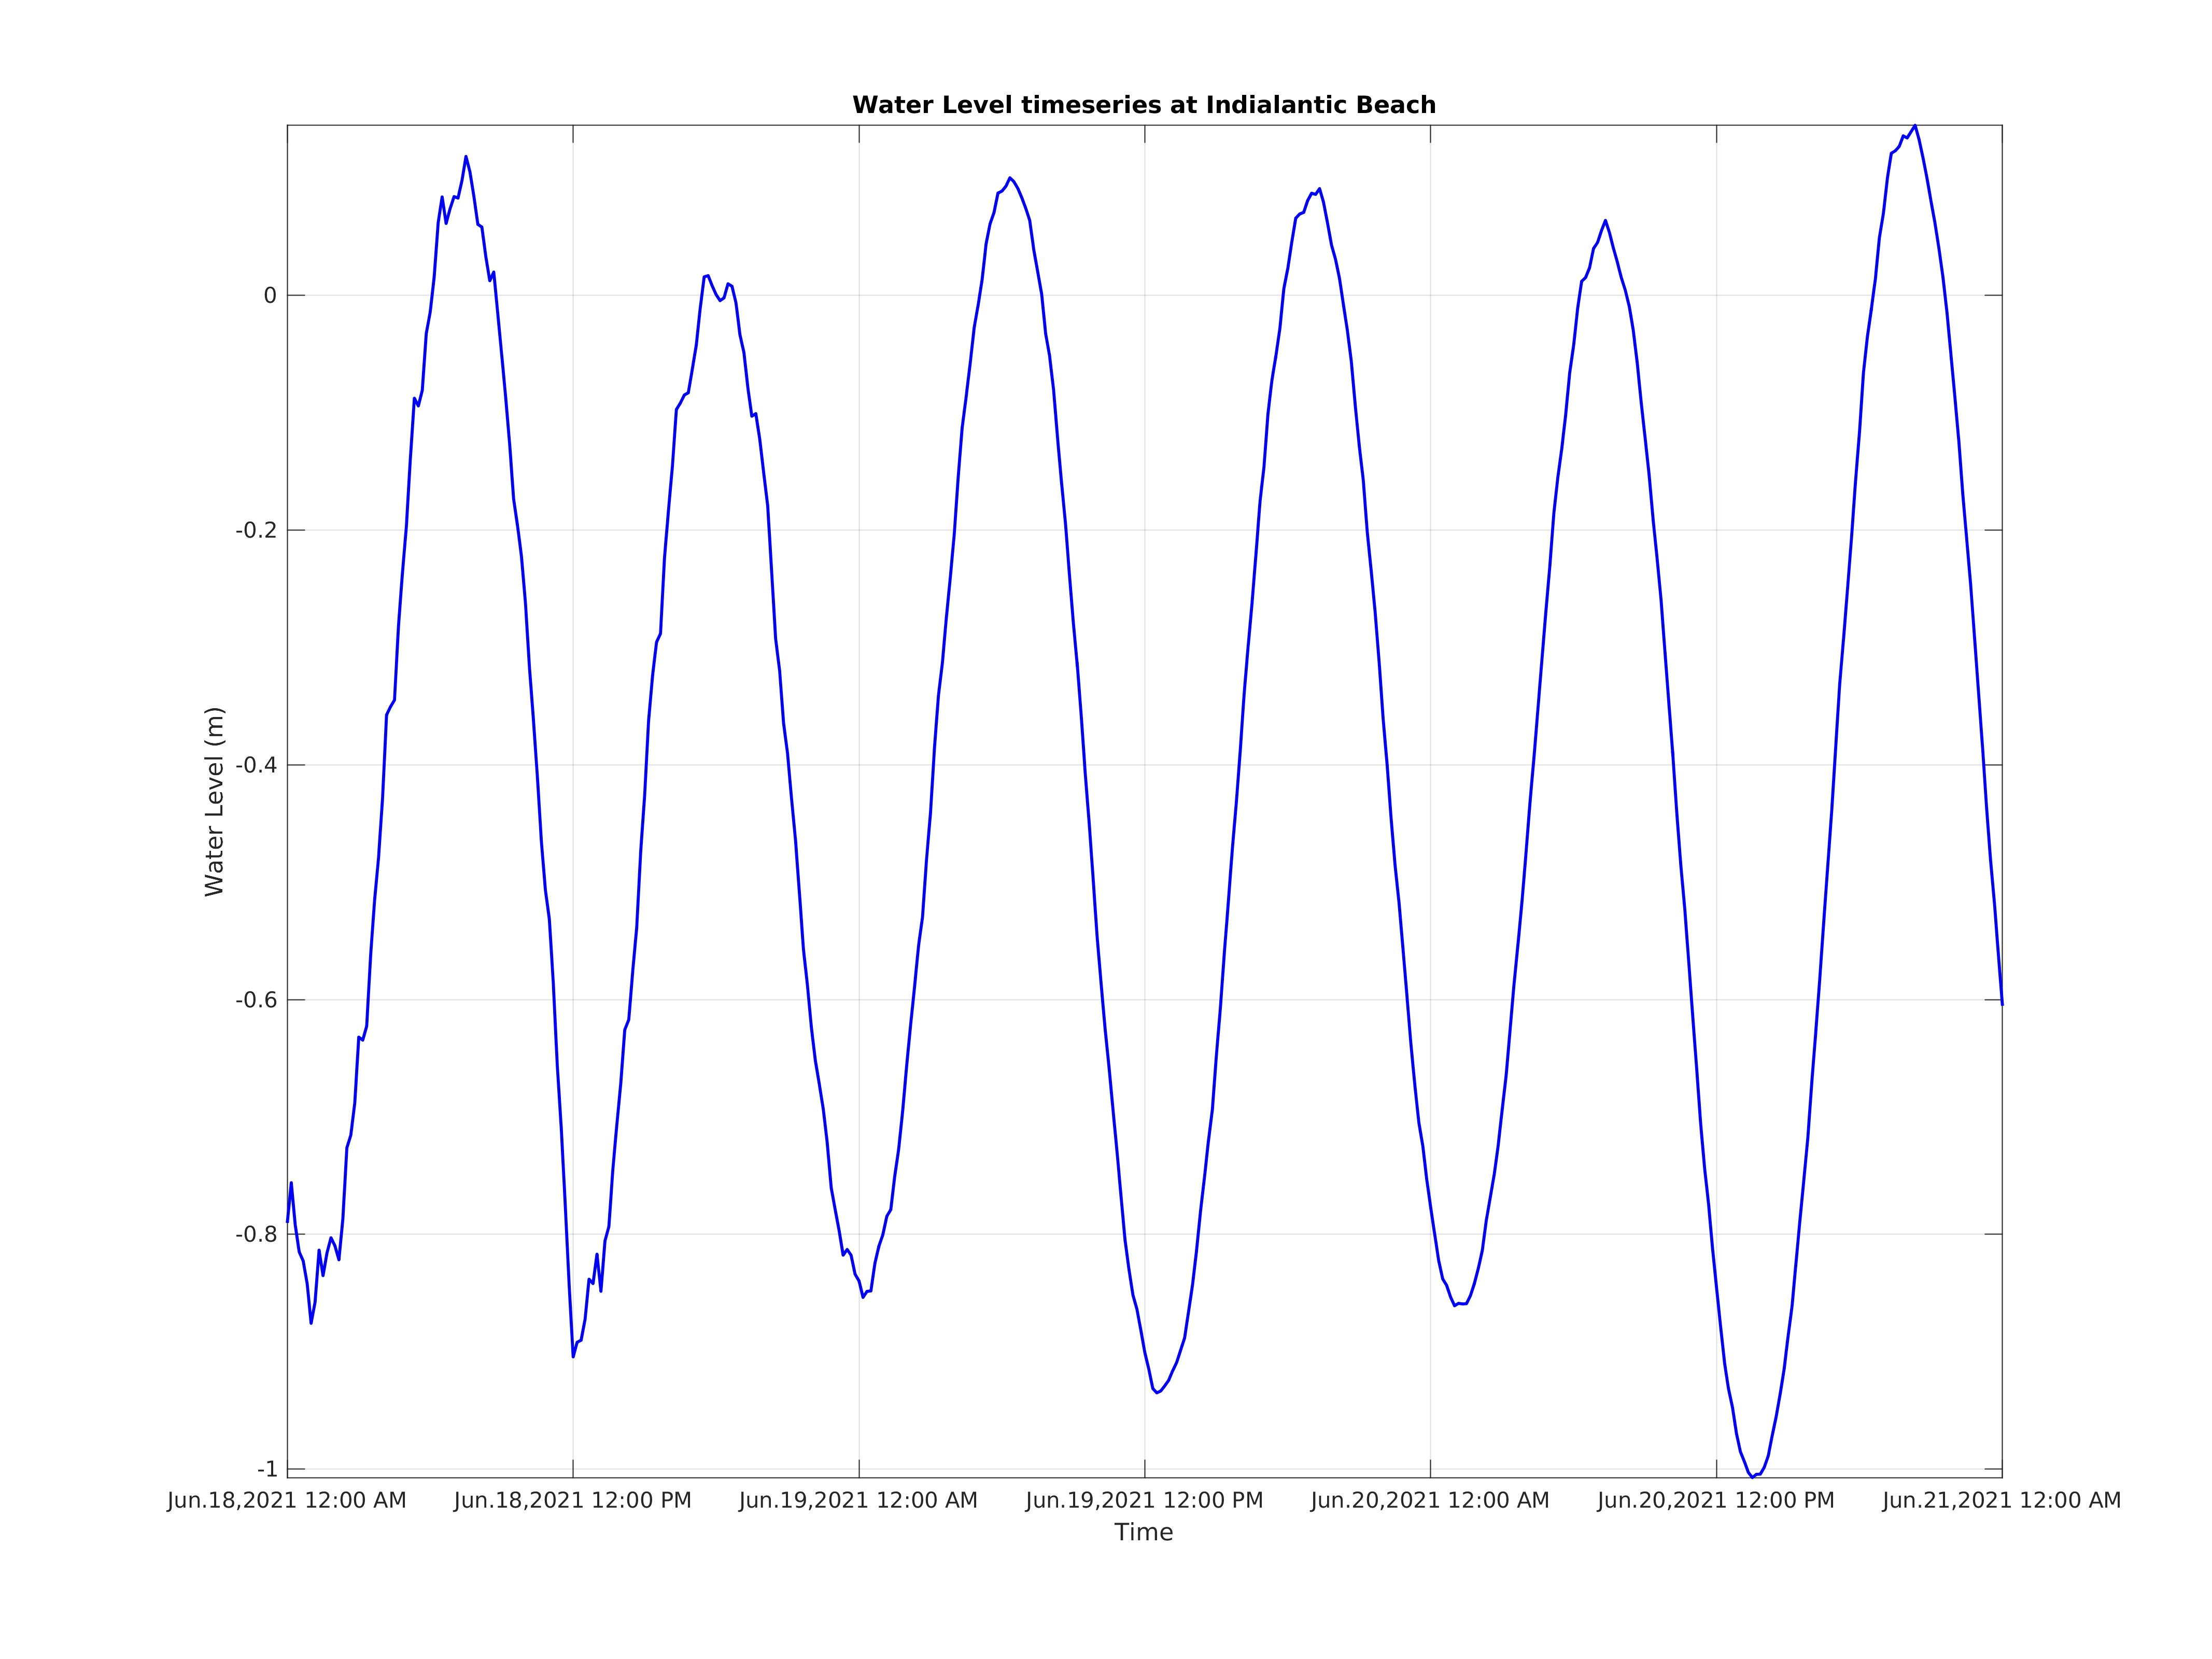 Water Level timeseries at Indialantic Beach
0
-0.2
-0.4
-0.6
-0.8
-1
Water Level (m)
Jun.18,2021 12:00 AM
Jun.18,2021 12:00 PM
Jun.19,2021 12:00 AM
Jun.19,2021 12:00 PM
Jun.20,2021 12:00 AM
Jun.20,2021 12:00 PM
Jun.21,2021 12:00 AM
Time